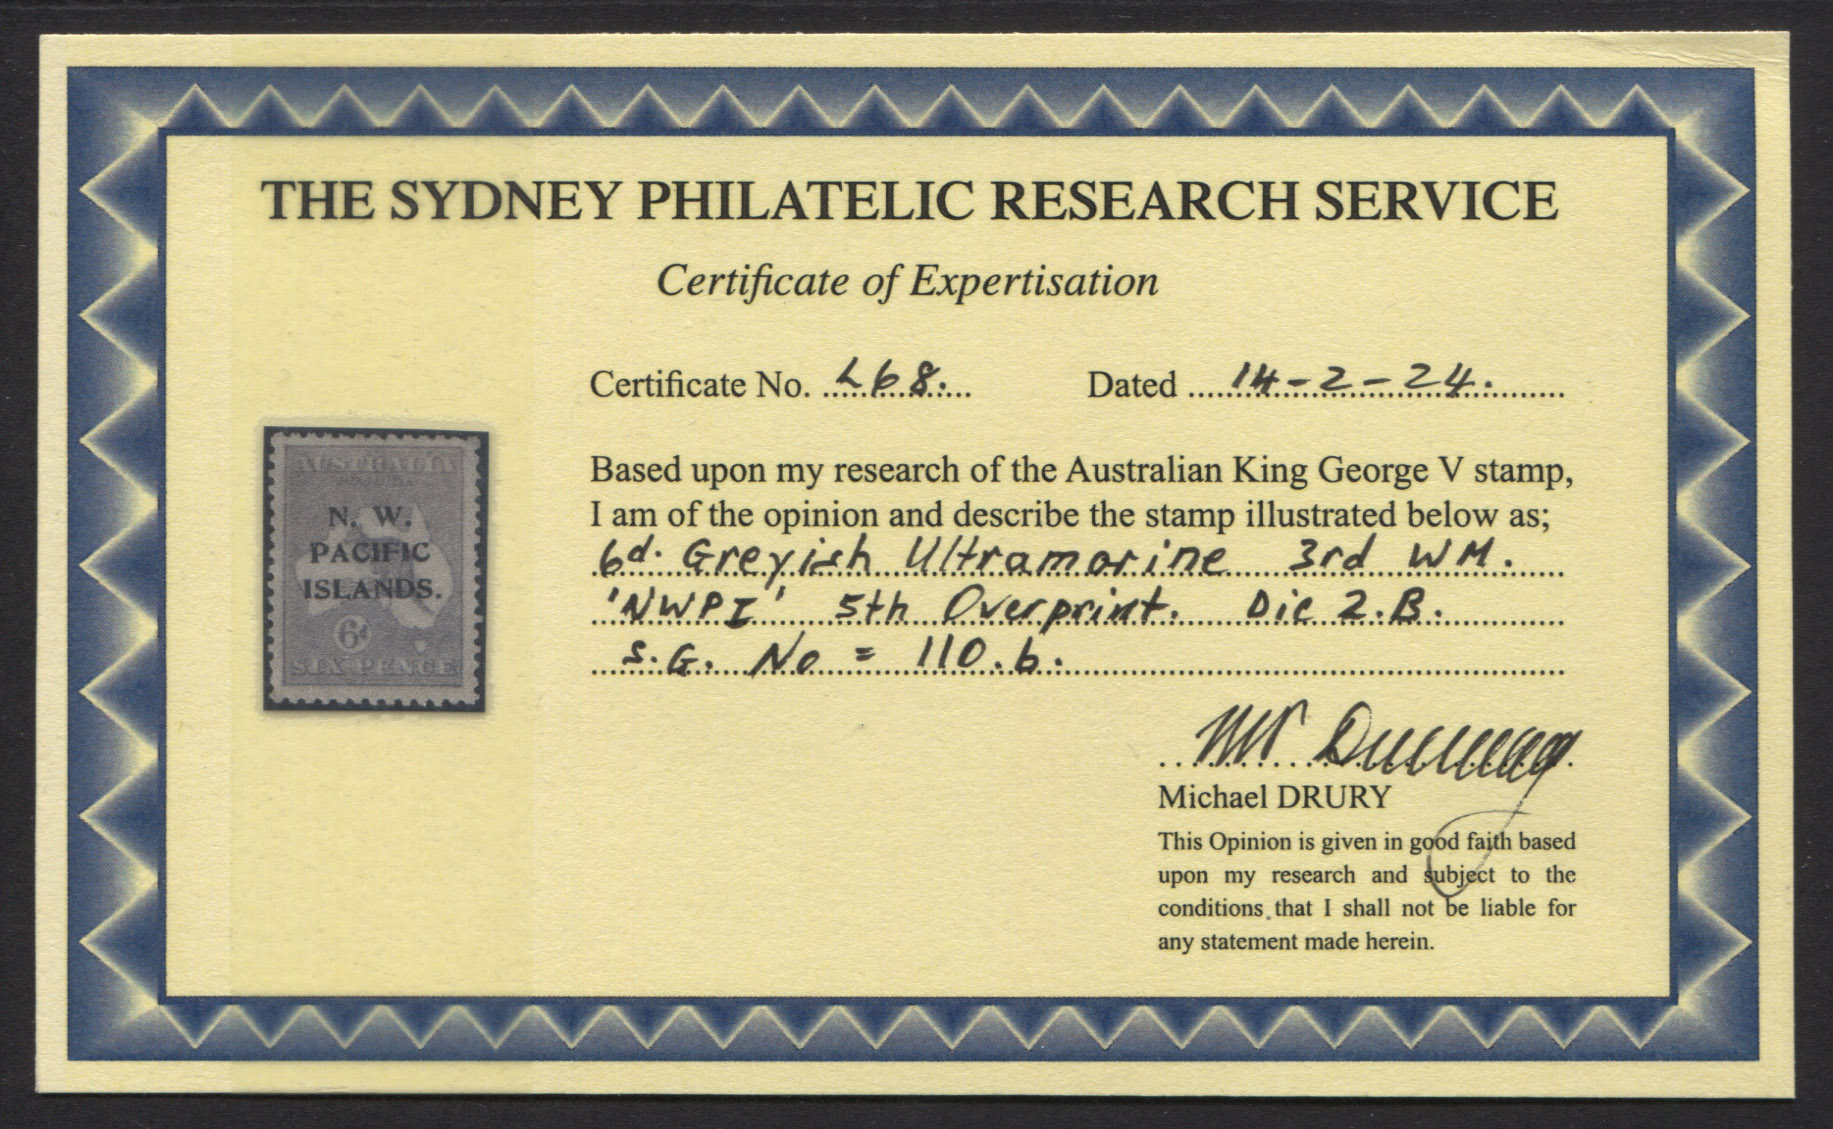 THE SYDNEY PHILATELIC RESEARCH SERVICE
Certificate of Expertisation
Certificate No. L68. Dated 14-2-24.
Based upon my research of the Australian King George V stamp,
I am of the opinion and describe the stamp illustrated below as;
6d. Greyish Ultramarine 3rd WM.
'NWPI' 5th Overprint. Die 2.B.
S.G. No = 110.b.
AUSTRALIA
POSTAGE
N. W.
PACIFIC
ISLANDS.
6d
SIX PENCE
Michael DRURY
This Opinion is given in good faith based
upon my research and subject to the
conditions that I shall not be liable for
any statement made herein.